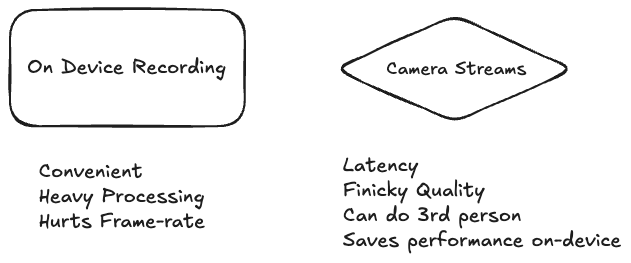 On Device Recording
Convenient
Heavy Processing
Hurts Frame-rate
Camera Streams
Latency
Finicky Quality
Can do 3rd person
Saves performance on-device